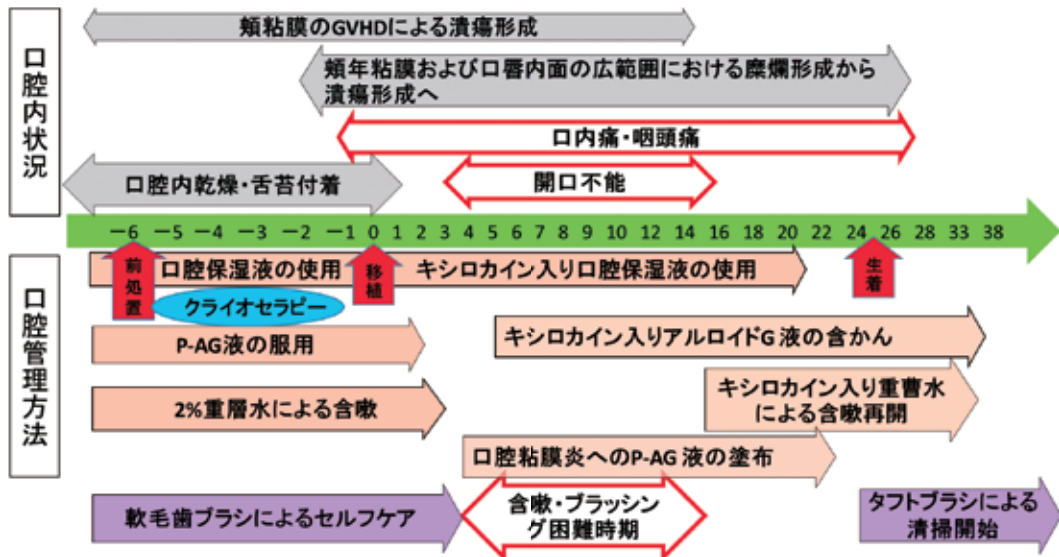 口腔内状況
頬粘膜のGVHDによる潰瘍形成
頬年粘膜および口唇内面の広範囲における糜爛形成から
潰瘍形成へ
口内痛・咽頭痛
開口不能
口腔内乾燥・舌苔付着
－6 －5 －4 －3 －2 －1 0 1 2 3 4 5 6 7 8 9 10 12 14 14 16 18 20 22 24 26 28 33 38
口腔管理方法
前処置
口腔保湿液の使用
移植
キシロカイン入り口腔保湿液の使用
生着
クライオセラピー
P-AG液の服用
キシロカイン入りアルロイドG 液の含かん
2%重層水による含嗽
キシロカイン入り重曹水
による含嗽再開
口腔粘膜炎へのP-AG 液の塗布
軟毛歯ブラシによるセルフケア
含嗽・ブラッシン
グ困難時期
タフトブラシによる
清掃開始